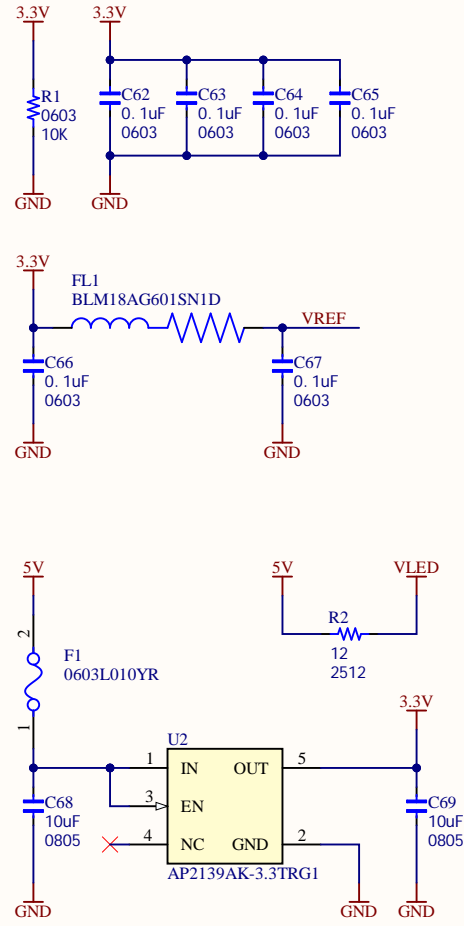 3.3V
3.3V
R1
0603
10K
C62
0.1uF
0603
C63
0.1uF
0603
C64
0.1uF
0603
C65
0.1uF
0603
GND
GND
3.3V
FL1
BLM18AG601SN1D
VREF
C66
0.1uF
0603
C67
0.1uF
0603
GND
GND
5V
5V
VLED
R2
12
2512
2
F1
0603L010YR
1
3.3V
U2
1
IN
OUT
5
3
EN
4
NC
GND
2
AP2139AK-3.3TRG1
C68
10uF
0805
C69
10uF
0805
GND
GND
GND